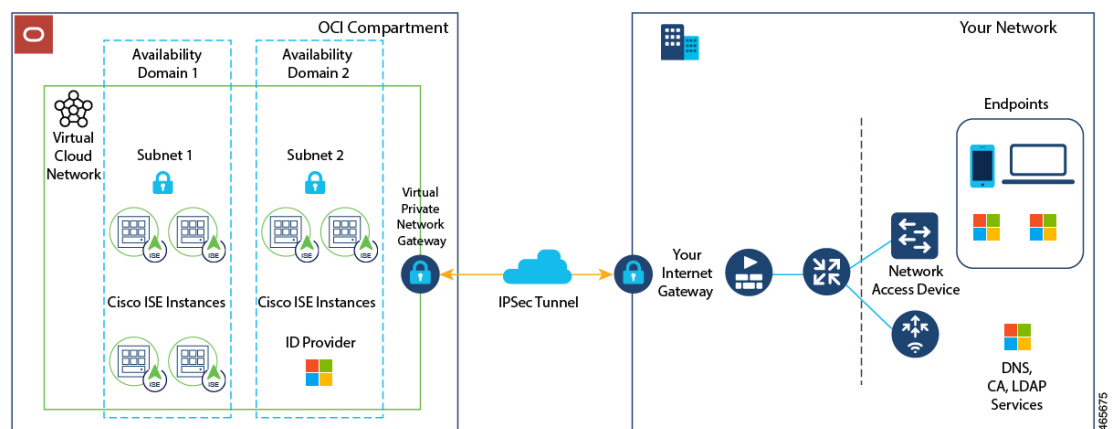 OCI Compartment
Availability
Domain 1
Availability
Domain 2
Virtual
Cloud
Network
Subnet 1
Subnet 2
ISE
ISE
ISE
ISE
Cisco ISE Instances
Cisco ISE Instances
ISE
ISE
ID Provider
Virtual
Private
Network
Gateway
IPSec Tunnel
Your Network
Your
Internet
Gateway
Endpoints
Network
Access Device
DNS,
CA, LDAP
Services
465675